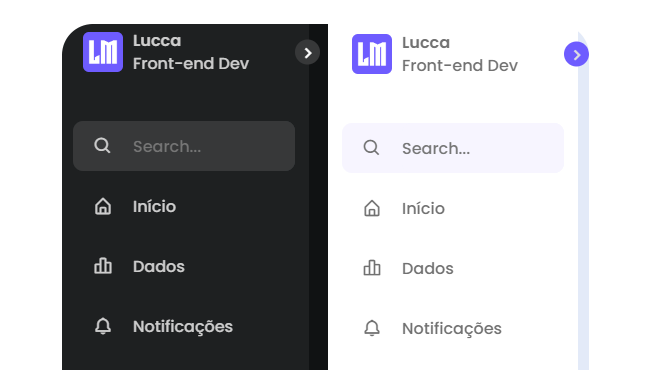 LM
Lucca
Front-end Dev
Search...
Início
Dados
Notificações
LM
Lucca
Front-end Dev
Search...
Início
Dados
Notificações